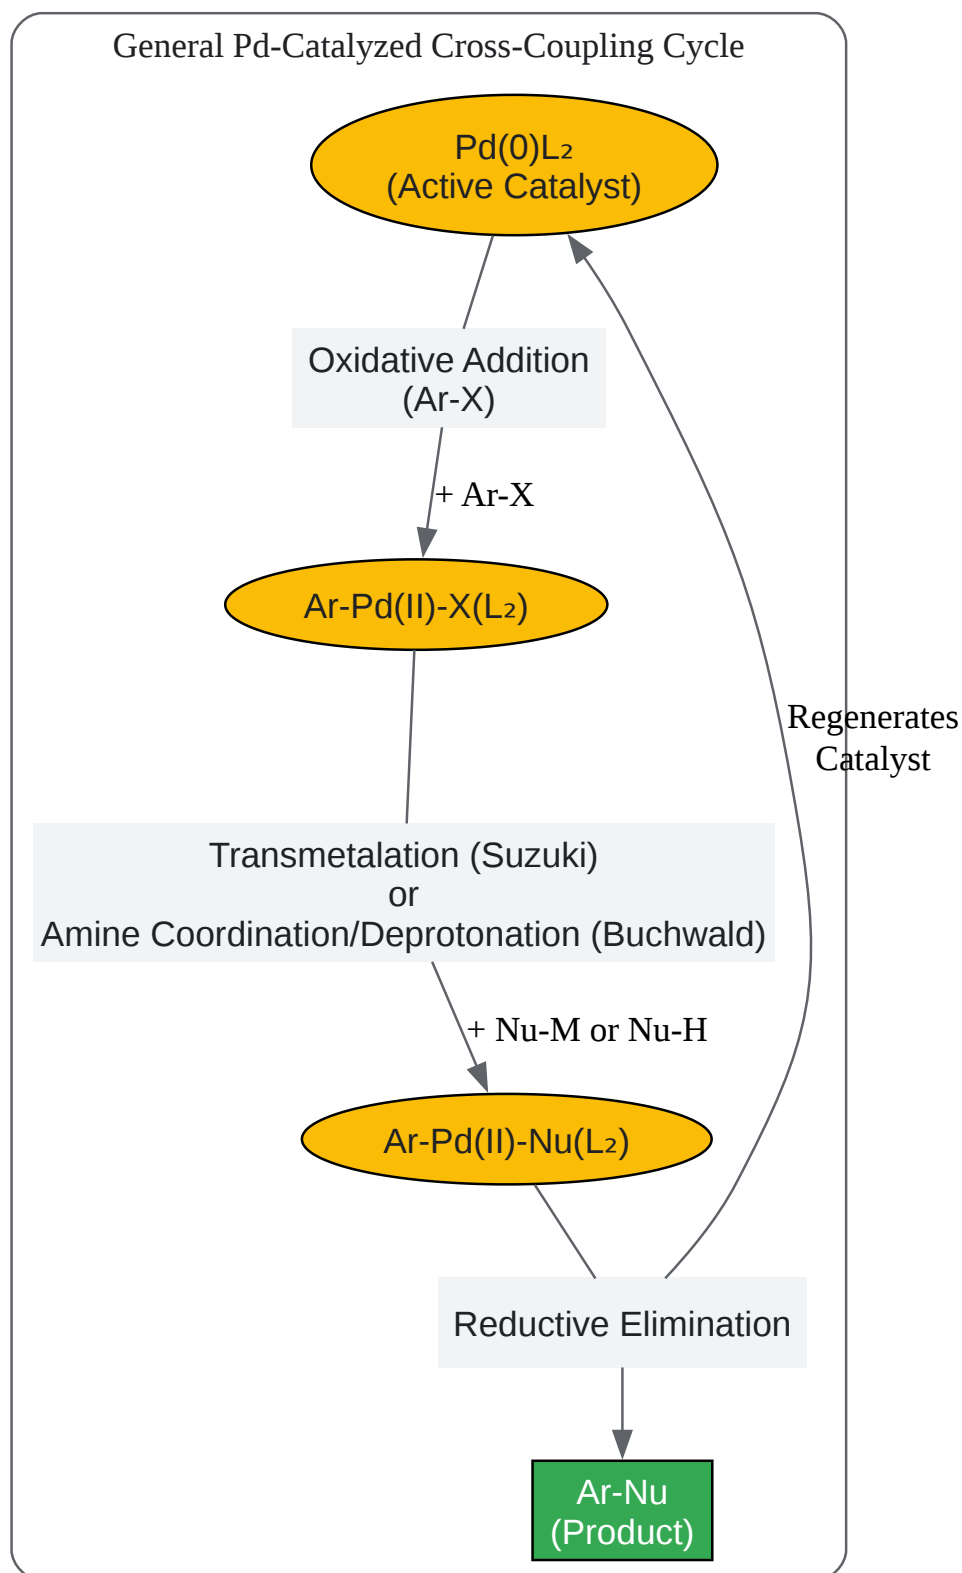 General Pd-Catalyzed Cross-Coupling Cycle
Pd(0)L₂
(Active Catalyst)
Oxidative Addition
(Ar-X)
+ Ar-X
Ar-Pd(II)-X(L₂)
Regenerates
Catalyst
Transmetalation (Suzuki)
or
Amine Coordination/Deprotonation (Buchwald)
+ Nu-M or Nu-H
Ar-Pd(II)-Nu(L₂)
Reductive Elimination
Ar-Nu
(Product)